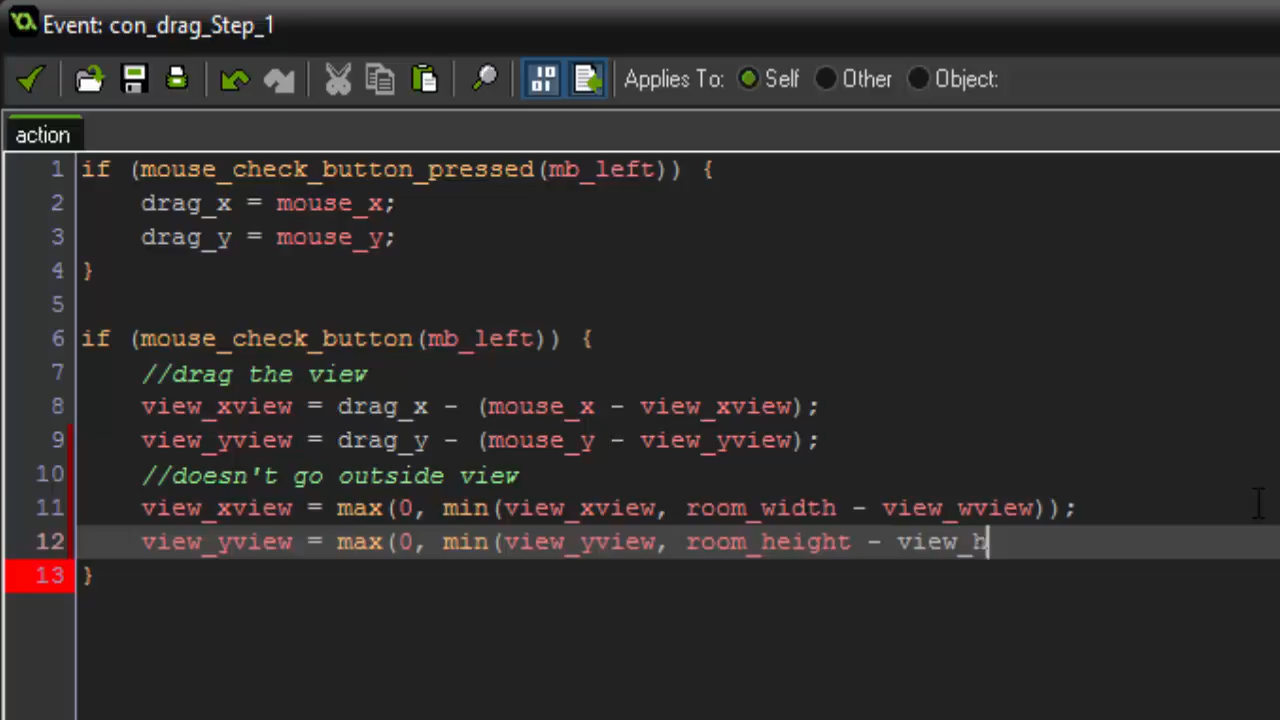 Event: con_drag_Step_1
Applies To: Self Other Object:
action
1 if (mouse_check_button_pressed(mb_left)) {
2 drag_x = mouse_x;
3 drag_y = mouse_y;
4 }
5
6 if (mouse_check_button(mb_left)) {
7 //drag the view
8 view_xview = drag_x - (mouse_x - view_xview);
9 view_yview = drag_y - (mouse_y - view_yview);
10 //doesn't go outside view
11 view_xview = max(0, min(view_xview, room_width - view_wview));
12 view_yview = max(0, min(view_yview, room_height - view_h
13 }